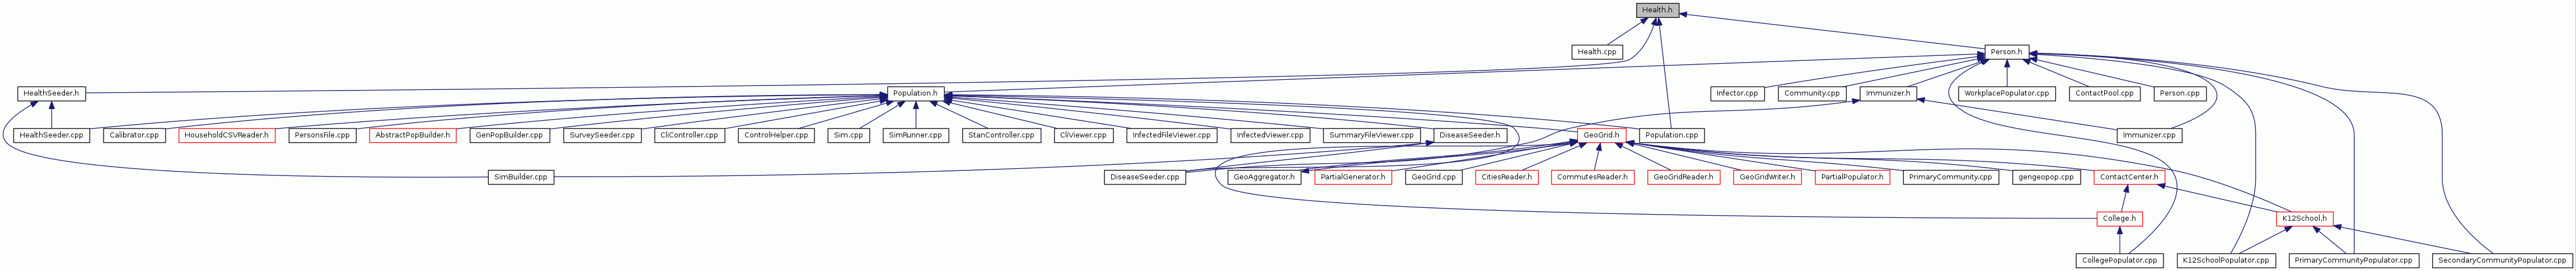 Health.h
Health.cpp
Person.h
HealthSeeder.h
Population.h
Infector.cpp
Community.cpp
Immunizer.h
WorkplacePopulator.cpp
ContactPool.cpp
Person.cpp
HealthSeeder.cpp
Calibrator.cpp
HouseholdCSVReader.h
PersonsFile.cpp
AbstractPopBuilder.h
GenPopBuilder.cpp
SurveySeeder.cpp
CliController.cpp
ControlHelper.cpp
Sim.cpp
SimRunner.cpp
StanController.cpp
CliViewer.cpp
InfectedFileViewer.cpp
InfectedViewer.cpp
SummaryFileViewer.cpp
DiseaseSeeder.h
GeoGrid.h
Population.cpp
Immunizer.cpp
SimBuilder.cpp
DiseaseSeeder.cpp
GeoAggregator.h
PartialGenerator.h
GeoGrid.cpp
CitiesReader.h
CommutesReader.h
GeoGridReader.h
GeoGridWriter.h
PartialPopulator.h
PrimaryCommunity.cpp
gengeopop.cpp
ContactCenter.h
College.h
K12School.h
CollegePopulator.cpp
K12SchoolPopulator.cpp
PrimaryCommunityPopulator.cpp
SecondaryCommunityPopulator.cpp